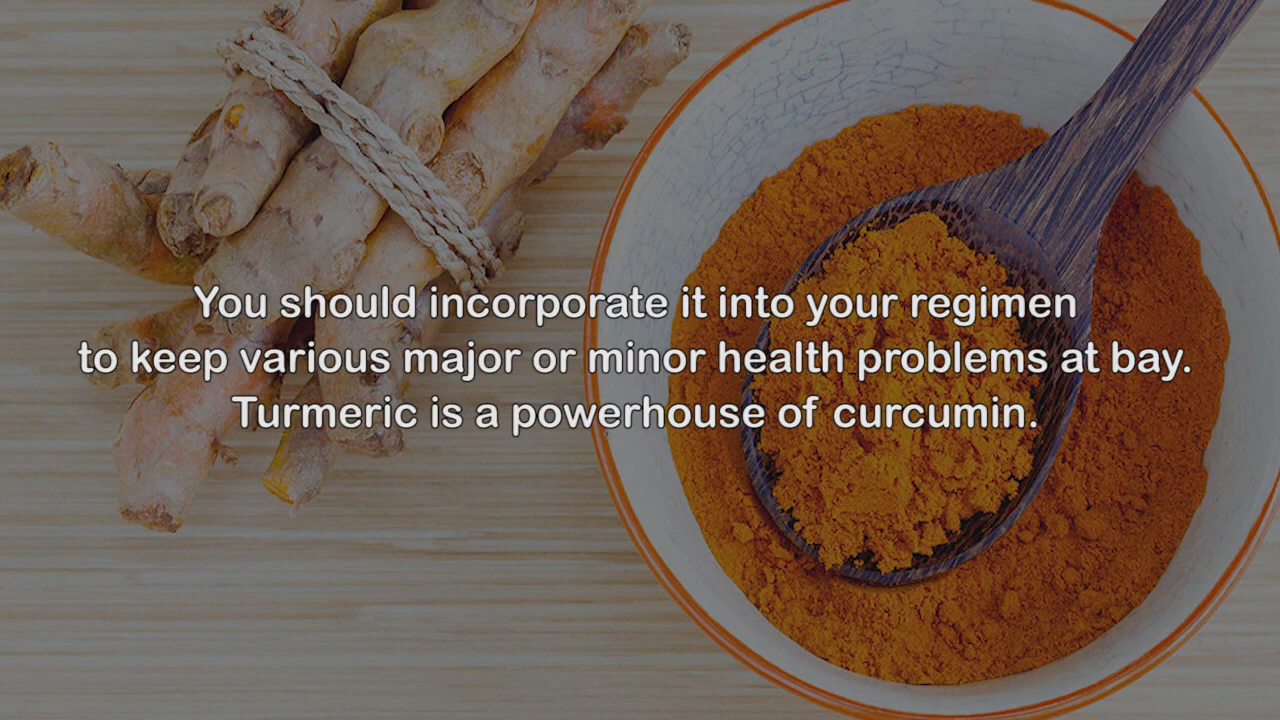 You should incorporate it into your regimen
to keep various major or minor health problems at bay.
Turmeric is a powerhouse of curcumin.